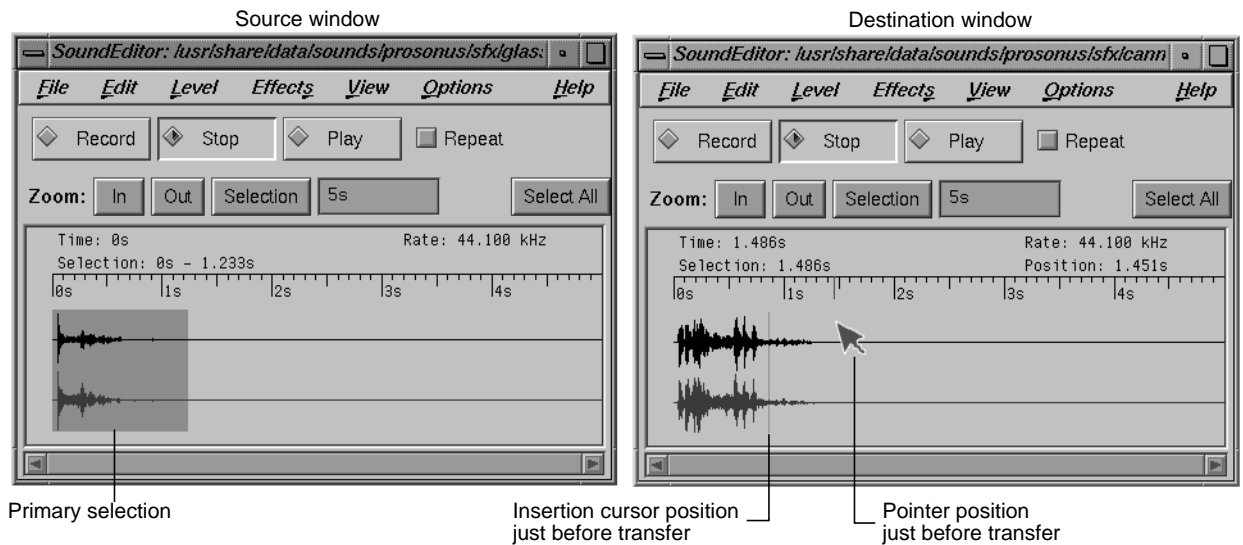 Source window
SoundEditor: /usr/share/data/sounds/prosonus/sfx/glas
File Edit Level Effects View Options Help
Record Stop Play Repeat
Zoom: In Out Selection 5s Select All
Time: 0s Rate: 44.100 kHz
Selection: 0s - 1.233s
0s 1s 2s 3s 4s
Primary selection
Destination window
SoundEditor: /usr/share/data/sounds/prosonus/sfx/cann
File Edit Level Effects View Options Help
Record Stop Play Repeat
Zoom: In Out Selection 5s Select All
Time: 1.486s Rate: 44.100 kHz
Selection: 1.486s Position: 1.451s
0s 1s 2s 3s 4s
Insertion cursor position
just before transfer
Pointer position
just before transfer